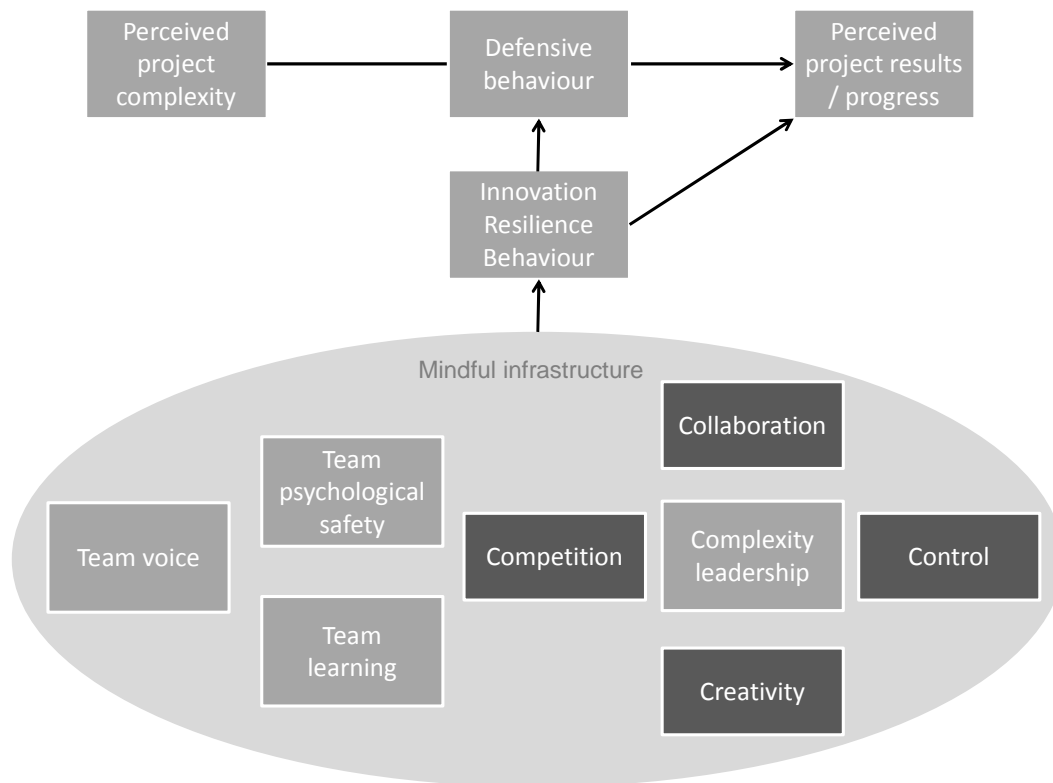 Perceived
project
complexity
Defensive
behaviour
Perceived
project results
/ progress
Innovation
Resilience
Behaviour
Mindful infrastructure
Collaboration
Team
psychological
safety
Team voice
Competition
Complexity
leadership
Control
Team
learning
Creativity